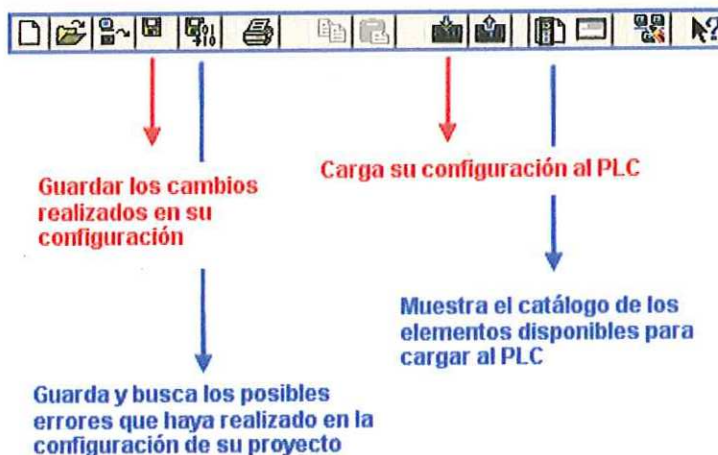 Guardar los cambios
realizados en su
configuración
Carga su configuración al PLC
Guarda y busca los posibles
errores que haya realizado en la
configuración de su proyecto
Muestra el catálogo de los
elementos disponibles para
cargar al PLC